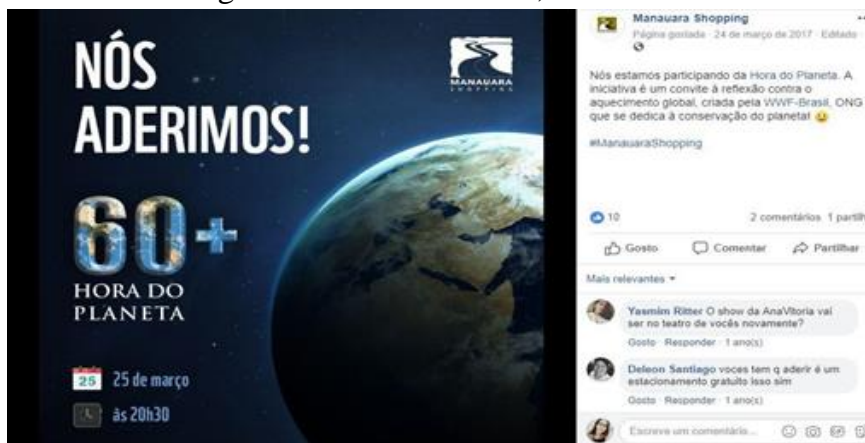 NÓS
ADERIMOS!
MANAUARA
SHOPPING
60+
HORA DO
PLANETA
25 25 de março
às 20h30
Manauara Shopping
Página gostada · 24 de março de 2017 · Editado ·
Nós estamos participando da Hora do Planeta. A
iniciativa é um convite à reflexão contra o
aquecimento global, criada pela WWF-Brasil, ONG
que se dedica à conservação do planeta!
#ManauaraShopping
10 2 comentários 1 partilh
Gosto Comentar Partilhar
Mais relevantes
Yasmim Ritter O show da AnaVitoria vai
ser no teatro de vocês novamente?
Gosto · Responder · 1 ano(s)
Deleon Santiago voces tem q aderir é um
estacionamento gratuito isso sim
Gosto · Responder · 1 ano(s)
Escreve um comentário...
GIF